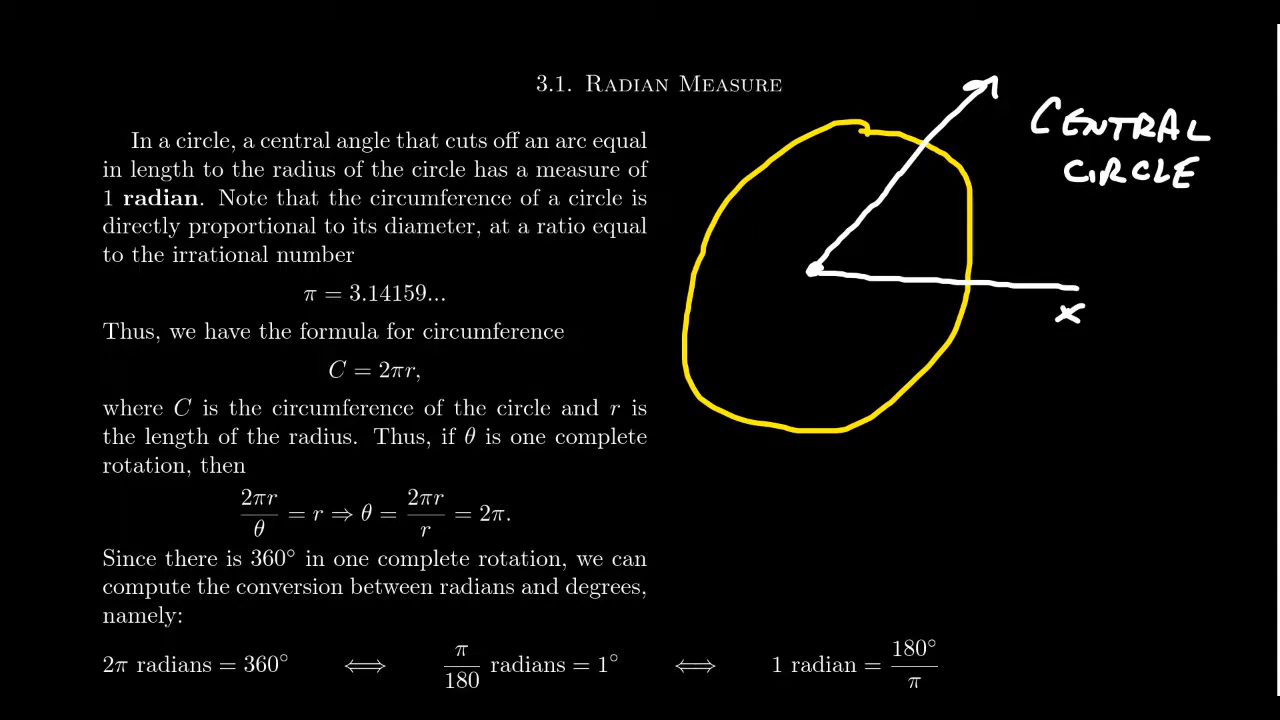 3.1. RADIAN MEASURE
In a circle, a central angle that cuts off an arc equal
in length to the radius of the circle has a measure of
1 radian. Note that the circumference of a circle is
directly proportional to its diameter, at a ratio equal
to the irrational number
π = 3.14159...
Thus, we have the formula for circumference
C = 2πr,
where C is the circumference of the circle and r is
the length of the radius. Thus, if θ is one complete
rotation, then
2πr/θ = r ⇒ θ = 2πr/r = 2π.
Since there is 360° in one complete rotation, we can
compute the conversion between radians and degrees,
namely:
2π radians = 360° ⟺ π/180 radians = 1° ⟺ 1 radian = 180°/π
CENTRAL
CIRCLE
x